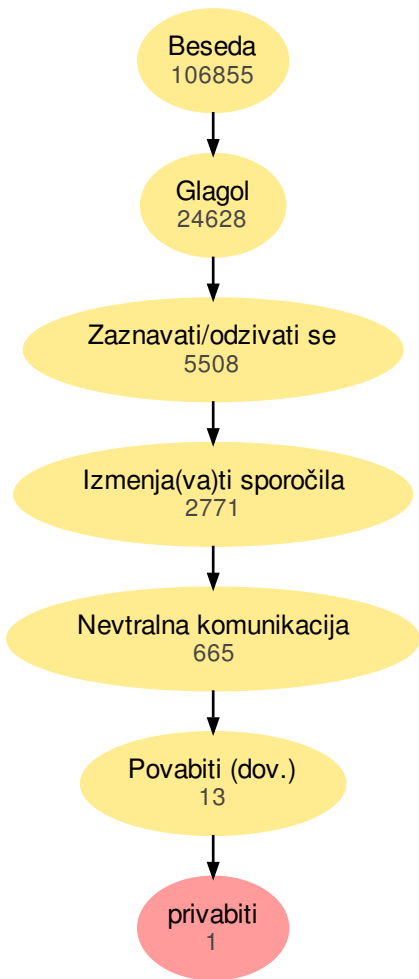 Beseda
106855
Glagol
24628
Zaznavati/odzivati se
5508
Izmenja(va)ti sporočila
2771
Nevtralna komunikacija
665
Povabiti (dov.)
13
privabiti
1